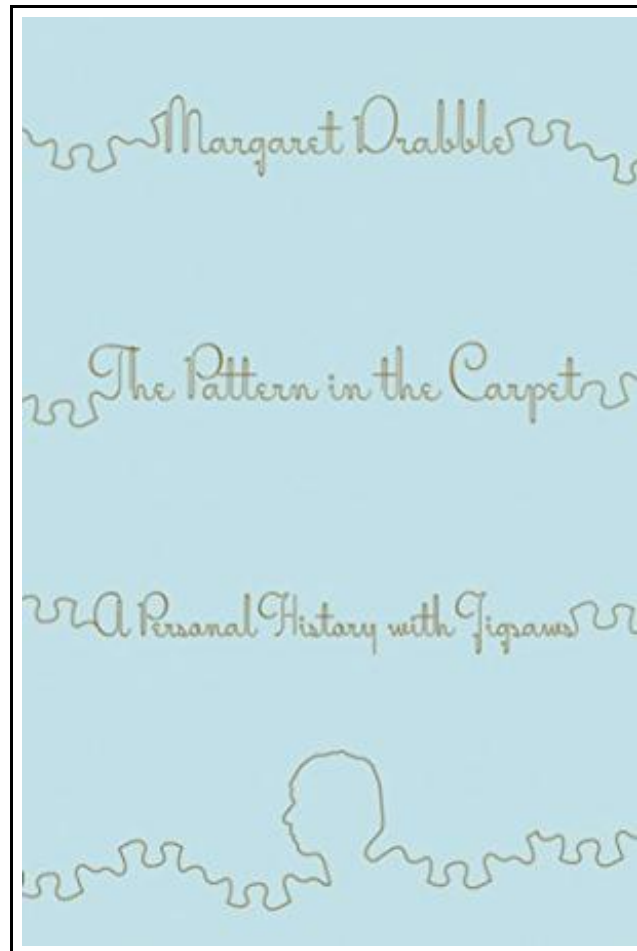 Margaret Drabble
The Pattern in the Carpet
A Personal History with Jigsaws